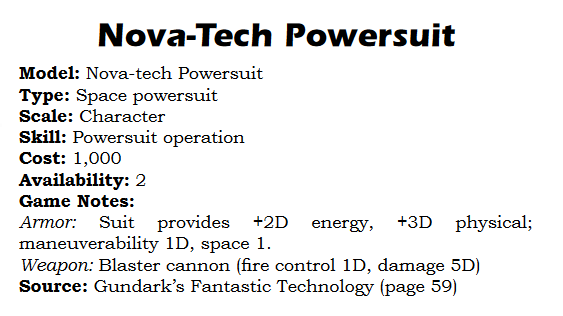 Nova-Tech Powersuit
Model: Nova-tech Powersuit
Type: Space powersuit
Scale: Character
Skill: Powersuit operation
Cost: 1,000
Availability: 2
Game Notes:
Armor: Suit provides +2D energy, +3D physical;
maneuverability 1D, space 1.
Weapon: Blaster cannon (fire control 1D, damage 5D)
Source: Gundark’s Fantastic Technology (page 59)